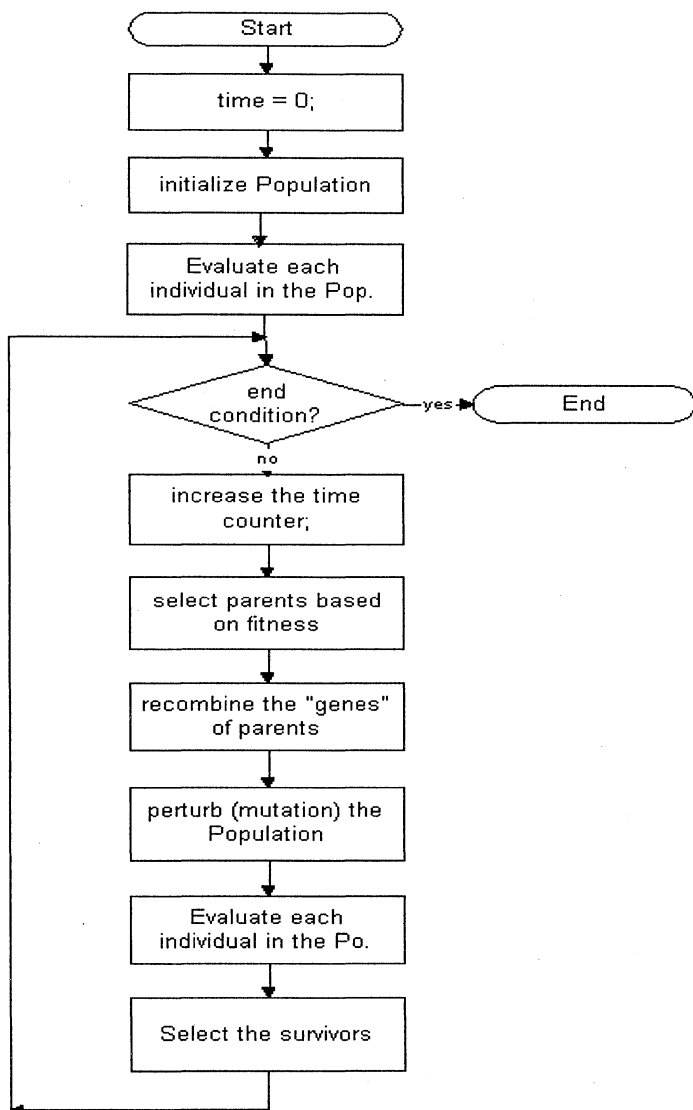 Start
time = 0;
initialize Population
Evaluate each
individual in the Pop.
end
condition?
yes
End
no
increase the time
counter;
select parents based
on fitness
recombine the "genes"
of parents
perturb (mutation) the
Population
Evaluate each
individual in the Po.
Select the survivors